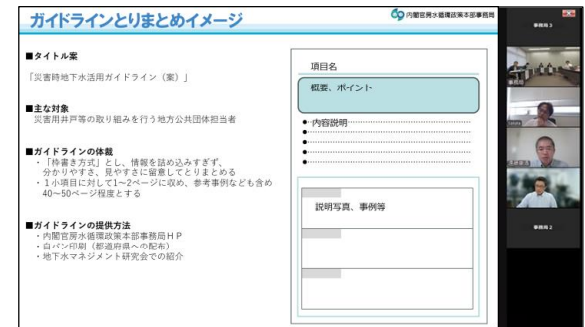 ガイドラインとりまとめイメージ
内閣官房水循環政策本部事務局
■タイトル案
「災害時地下水活用ガイドライン（案）」
■主な対象
災害用井戸等の取り組みを行う地方公共団体担当者
■ガイドラインの体裁
・「枠書き方式」とし、情報を詰め込みすぎず、
分かりやすさ、見やすさに留意してとりまとめる
・１小項目に対して1~2ページに収め、参考事例なども含め
40~50ページ程度とする
■ガイドラインの提供方法
・内閣官房水循環政策本部事務局ＨＰ
・白パン印刷（都道府県への配布）
・地下水マネジメント研究会での紹介
項目名
概要、ポイント
内容説明
説明写真、事例等
事務局3
事務局2